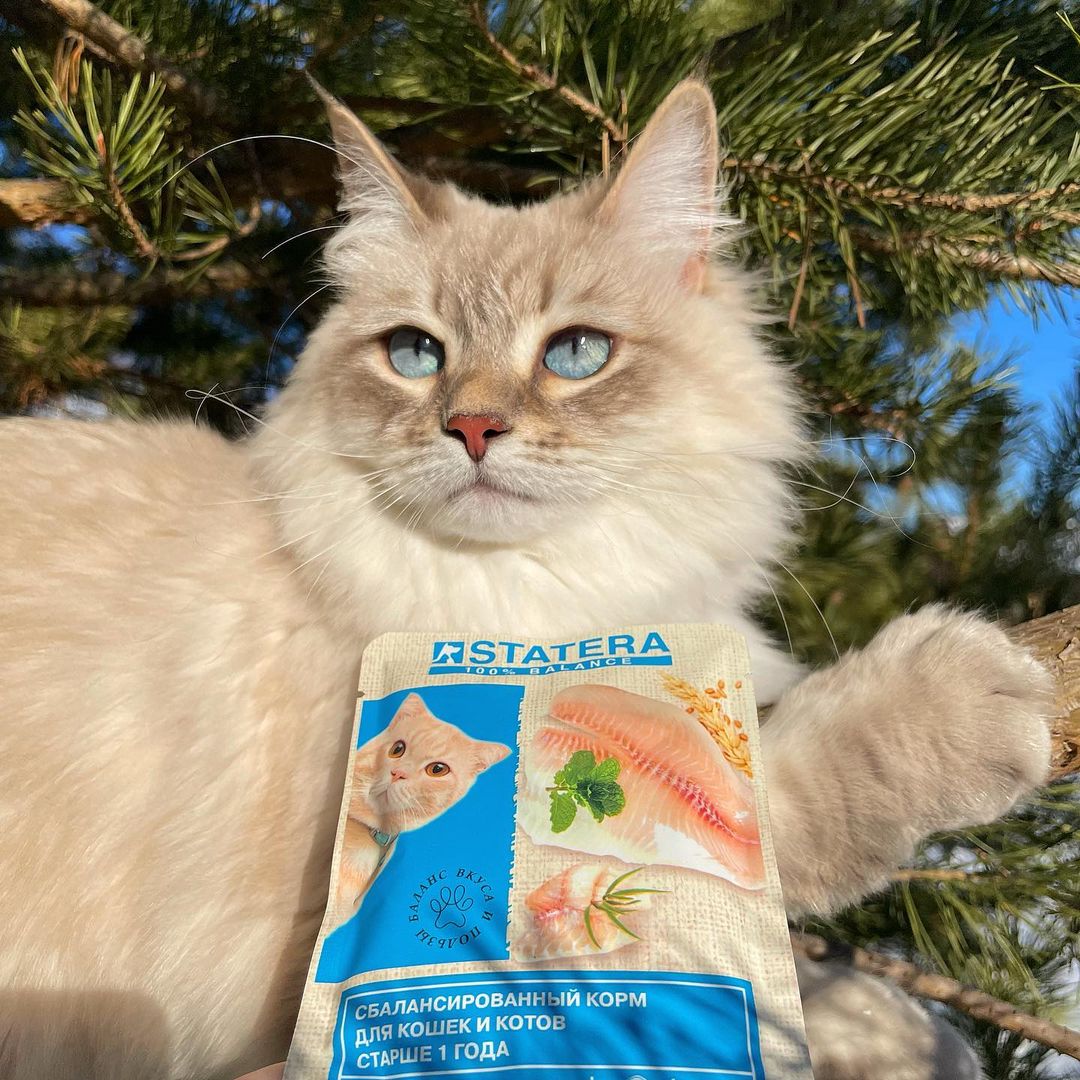 STATERA
100% BALANCE
БАЛАНС ВКУСА И ПОЛЬЗЫ
СБАЛАНСИРОВАННЫЙ КОРМ
ДЛЯ КОШЕК И КОТОВ
СТАРШЕ 1 ГОДА